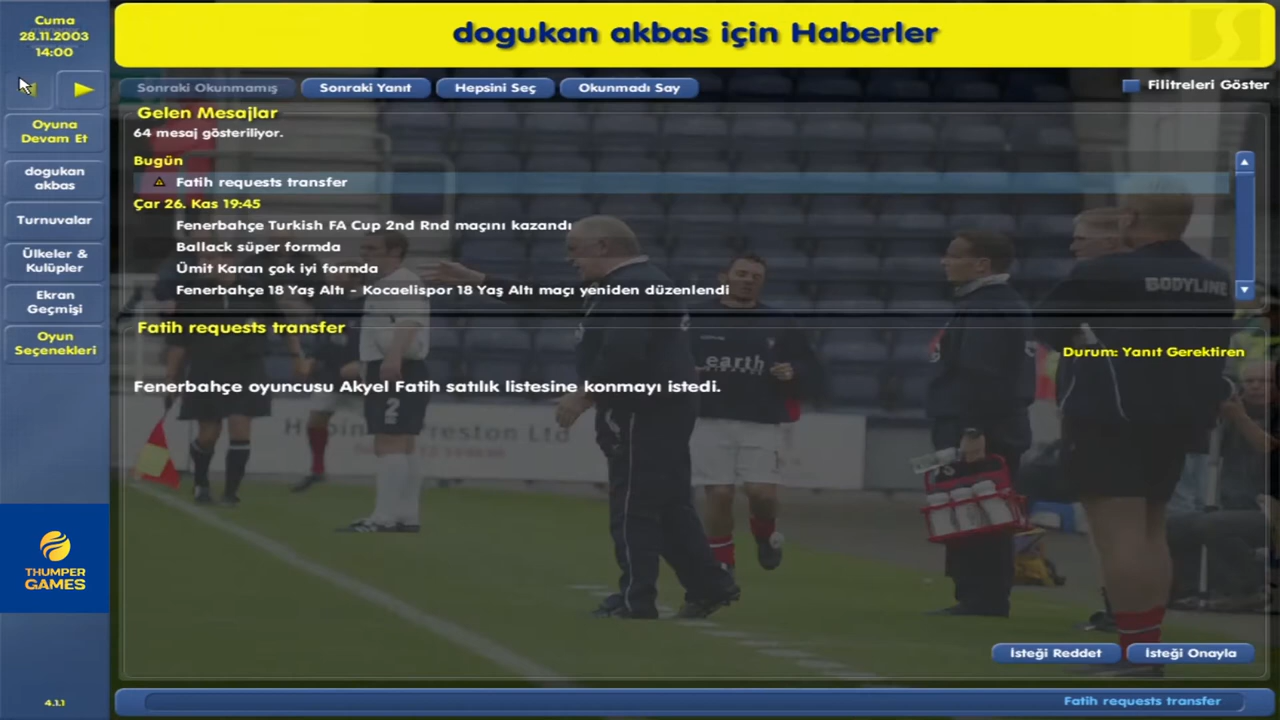 Cuma
28.11.2003
14:00
dogukan akbas için Haberler
Sonraki Okunmamış
Sonraki Yanıt
Hepsini Seç
Okunmadı Say
Filitreleri Göster
Oyuna
Devam Et
dogukan
akbas
Turnuvalar
Ülkeler &
Kulüpler
Ekran
Geçmişi
Oyun
Seçenekleri
THUMPER
GAMES
4.1.1
Gelen Mesajlar
64 mesaj gösteriliyor.
Bugün
Fatih requests transfer
Çar 26. Kas 19:45
Fenerbahçe Turkish FA Cup 2nd Rnd maçını kazandı
Ballack süper formda
Ümit Karan çok iyi formda
Fenerbahçe 18 Yaş Altı - Kocaelispor 18 Yaş Altı maçı yeniden düzenlendi
Fatih requests transfer
Durum: Yanıt Gerektiren
Fenerbahçe oyuncusu Akyel Fatih satılık listesine konmayı istedi.
BODYLINE
earth
2
Preston Ltd
İsteği Reddet
İsteği Onayla
Fatih requests transfer